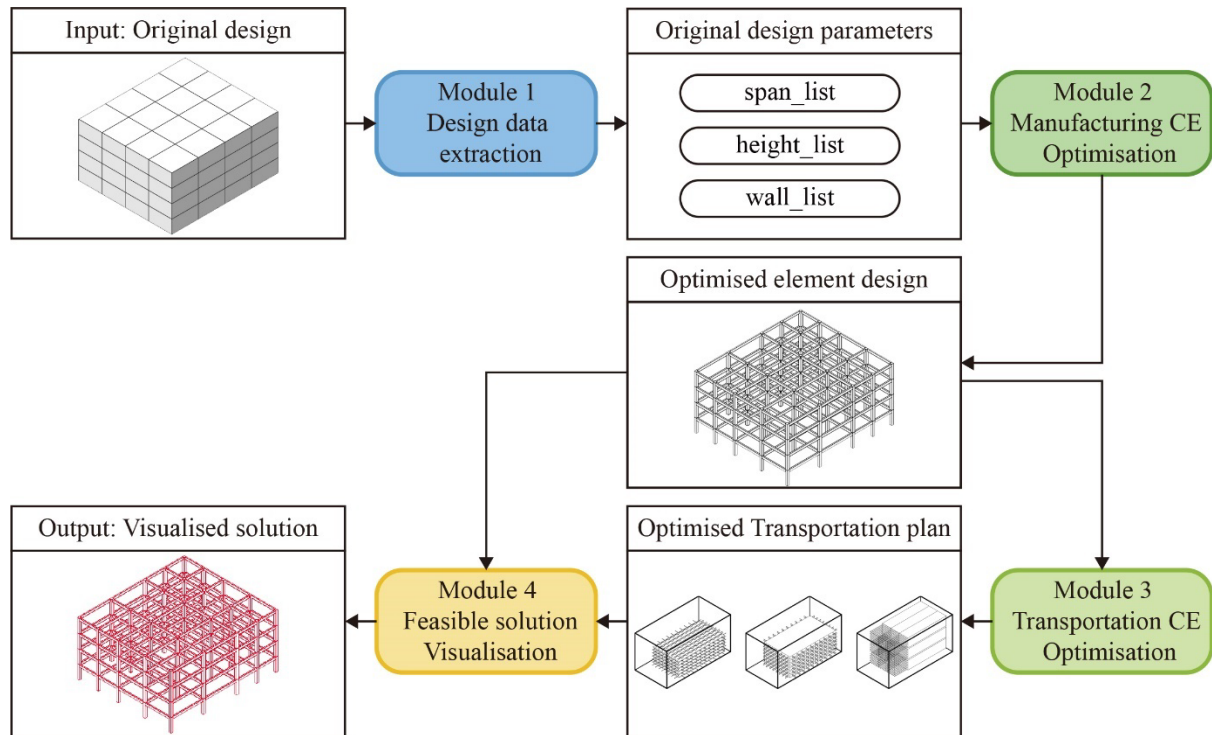 Input: Original design
Module 1
Design data
extraction
Original design parameters
span_list
height_list
wall_list
Module 2
Manufacturing CE
Optimisation
Optimised element design
Output: Visualised solution
Module 4
Feasible solution
Visualisation
Optimised Transportation plan
Module 3
Transportation CE
Optimisation